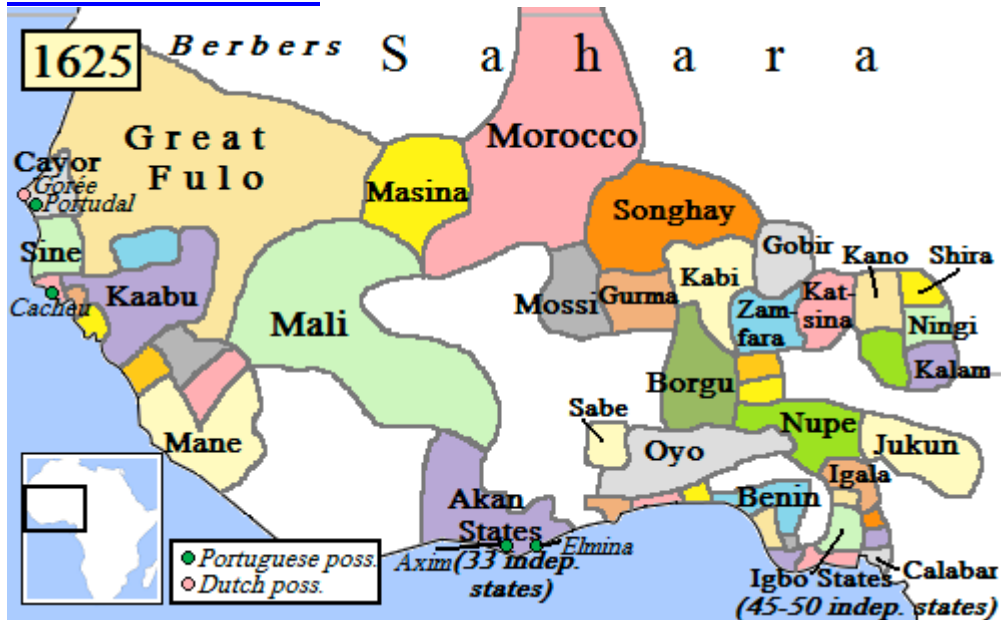 1625
Berbers
Sahara
Great
Fulo
Morocco
Masina
Cayor
Gorée
Portudal
Songhay
Sine
Gobir
Kano
Shira
Kabi
Kaabu
Cacheu
Mossi
Gurma
Zam-
fara
Kat-
sina
Ningi
Mali
Kalam
Borgu
Sabe
Mane
Oyo
Nupe
Jukun
Igala
Akan
States
Benin
Axim
Elmina
(33 indep.
states)
Portuguese poss.
Dutch poss.
Igbo States
(45-50 indep. states)
Calabar